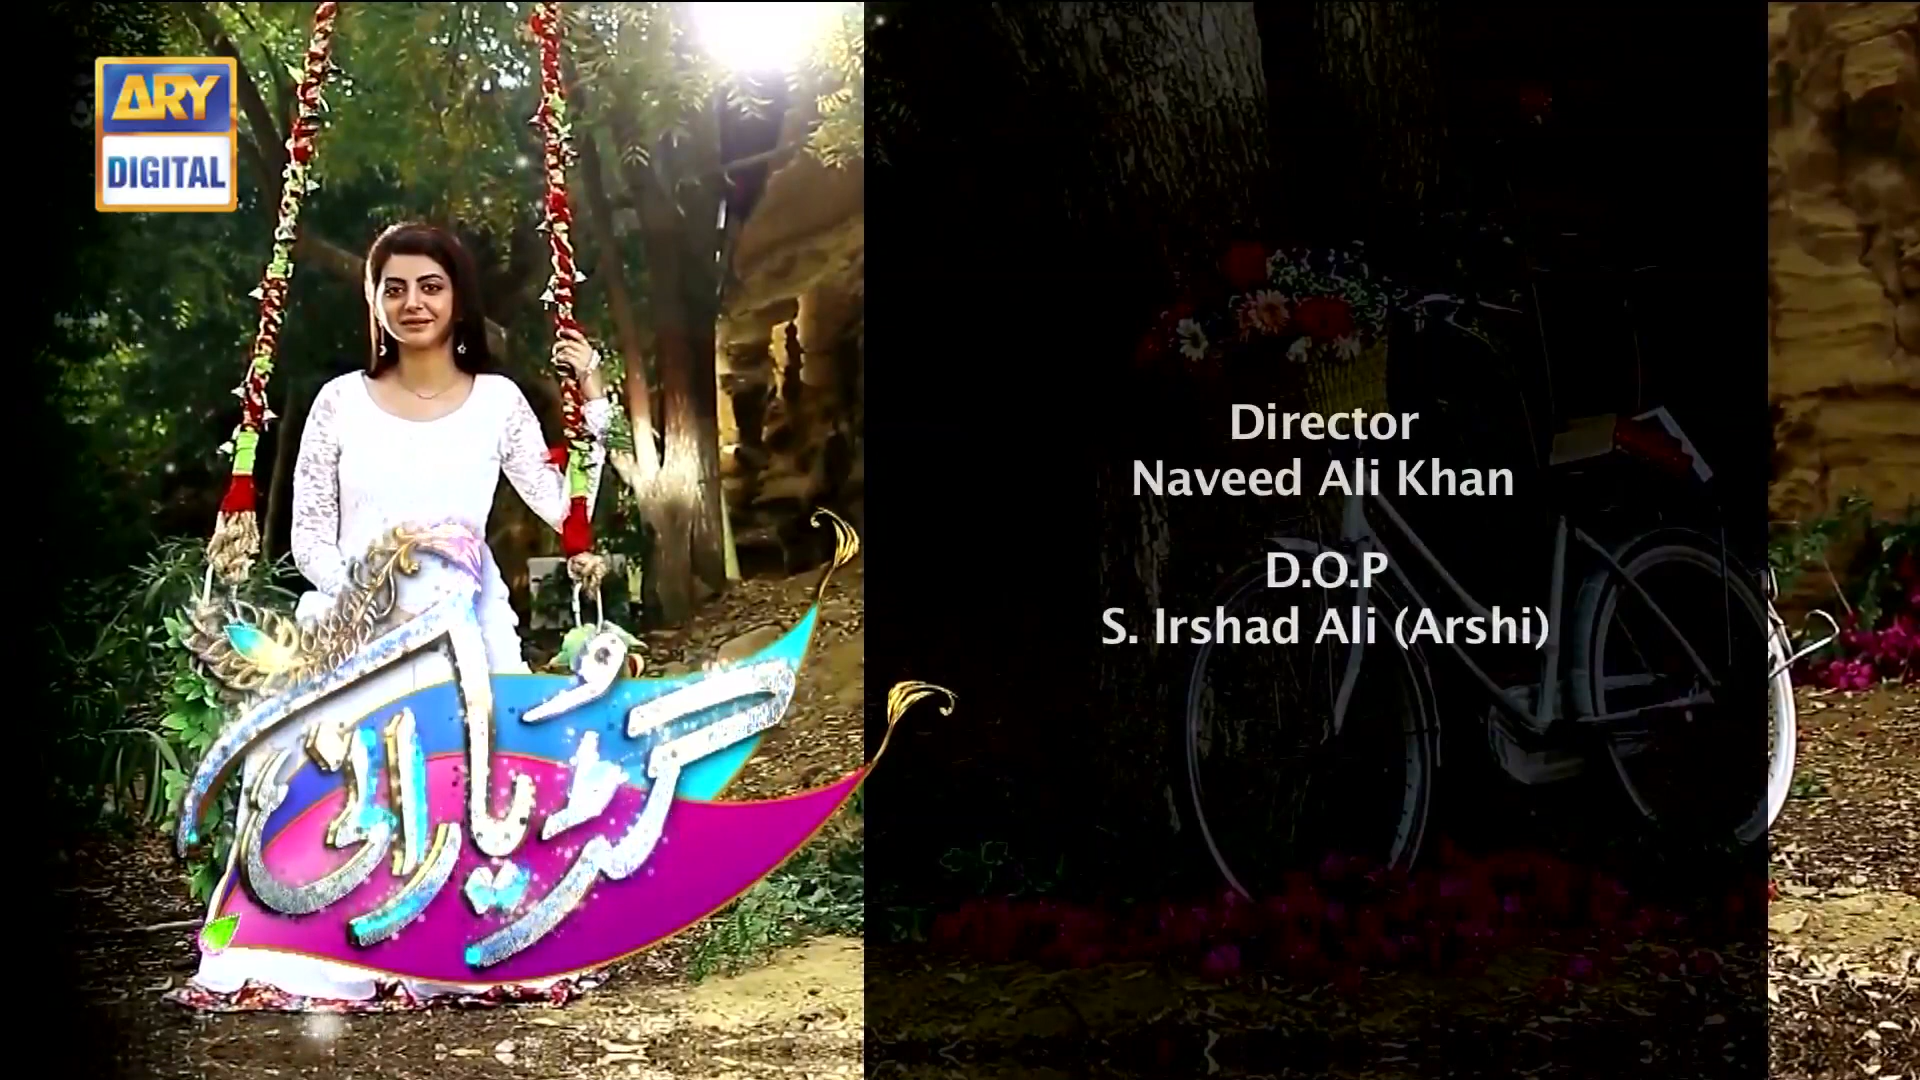 ARY
DIGITAL
گڑیا رانی
Director
Naveed Ali Khan
D.O.P
S. Irshad Ali (Arshi)